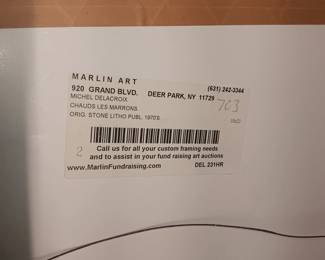 MARLIN ART
920 GRAND BLVD. DEER PARK, NY 11729 (631) 242-3344
MICHEL DELACROIX
CHAUDS LES MARRONS 763
ORIG. STONE LITHO PUBL. 1970'S
2
Call us for all your custom framing needs
and to assist in your fund raising art auctions
www.MarlinFundraising.com DEL 231HR